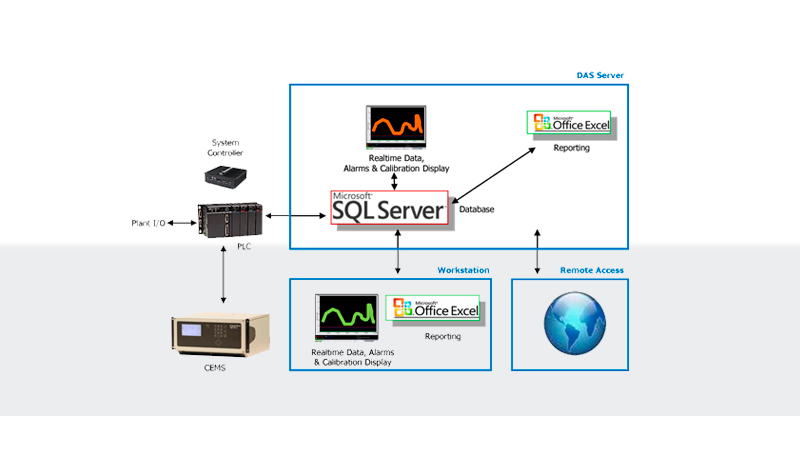 DAS Server
Microsoft
Office Excel
Reporting
Realtime Data,
Alarms & Calibration Display
System
Controller
Microsoft
SQL Server
Database
Plant I/O
PLC
Workstation
Remote Access
Microsoft
Office Excel
Reporting
Realtime Data, Alarms
& Calibration Display
CEMS